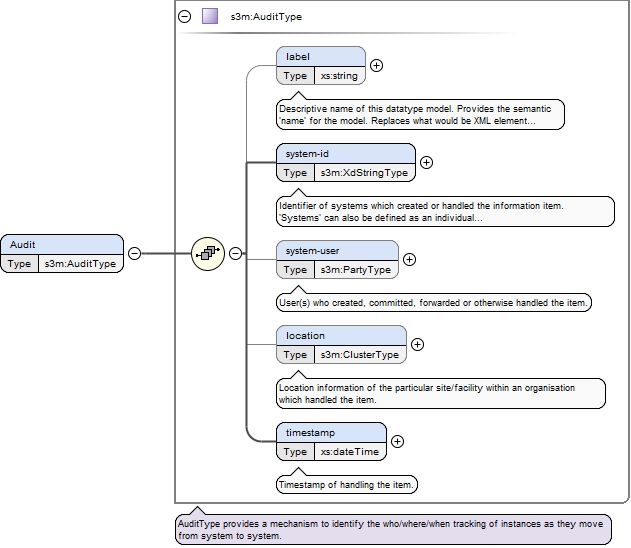 s3m:AuditType
label
Type xs:string
Descriptive name of this datatype model. Provides the semantic
'name' for the model. Replaces what would be XML element...
system-id
Type s3m:XdStringType
Identifier of systems which created or handled the information item.
'Systems' can also be defined as an individual...
Audit
Type s3m:AuditType
system-user
Type s3m:PartyType
User(s) who created, committed, forwarded or otherwise handled the item.
location
Type s3m:ClusterType
Location information of the particular site/facility within an organisation
which handled the item.
timestamp
Type xs:dateTime
Timestamp of handling the item.
AuditType provides a mechanism to identify the who/where/when tracking of instances as they move
from system to system.